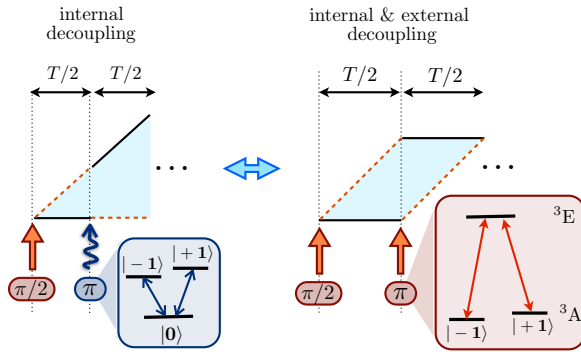 internal
decoupling
internal & external
decoupling
T/2 T/2
T/2 T/2
...
...
π/2
π
|−1⟩ |+1⟩
|0⟩
π/2
π
³E
³A
|−1⟩ |+1⟩